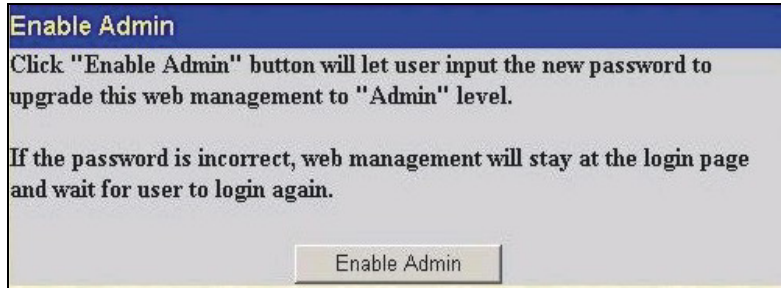 Enable Admin
Click "Enable Admin" button will let user input the new password to
upgrade this web management to "Admin" level.
If the password is incorrect, web management will stay at the login page
and wait for user to login again.
Enable Admin